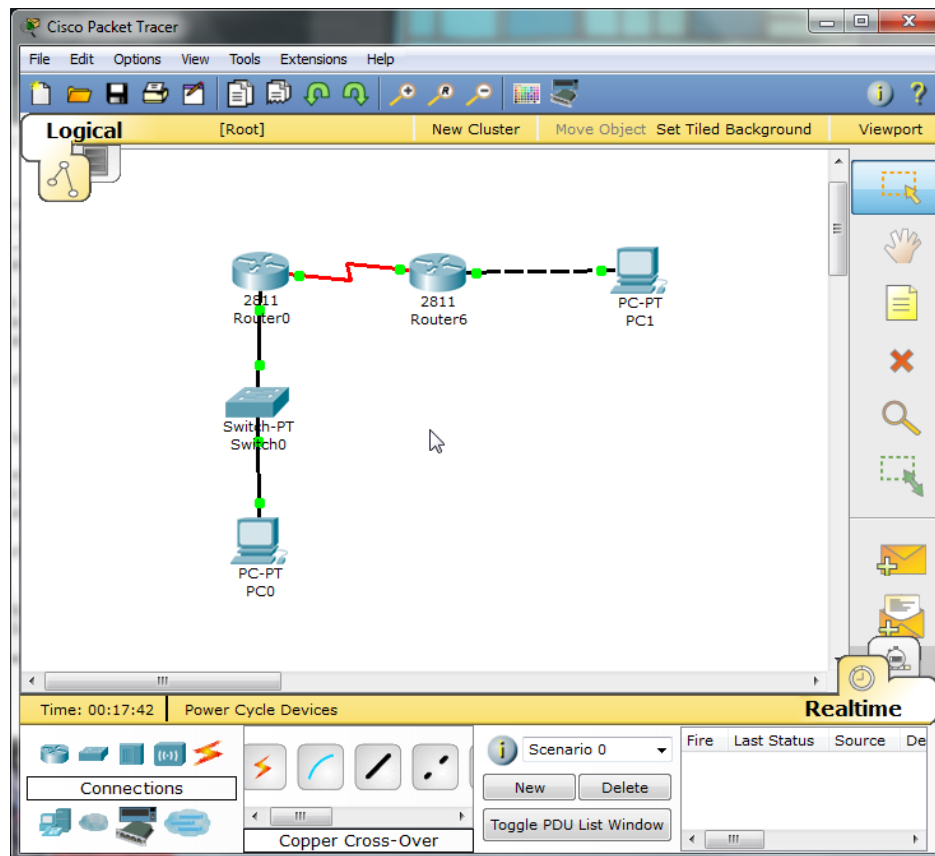 Cisco Packet Tracer
File Edit Options View Tools Extensions Help
Logical [Root] New Cluster Move Object Set Tiled Background Viewport
2811
Router0
2811
Router6
PC-PT
PC1
Switch-PT
Switch0
PC-PT
PC0
Time: 00:17:42 Power Cycle Devices Realtime
Connections
Copper Cross-Over
Scenario 0
New Delete
Toggle PDU List Window
Fire Last Status Source De